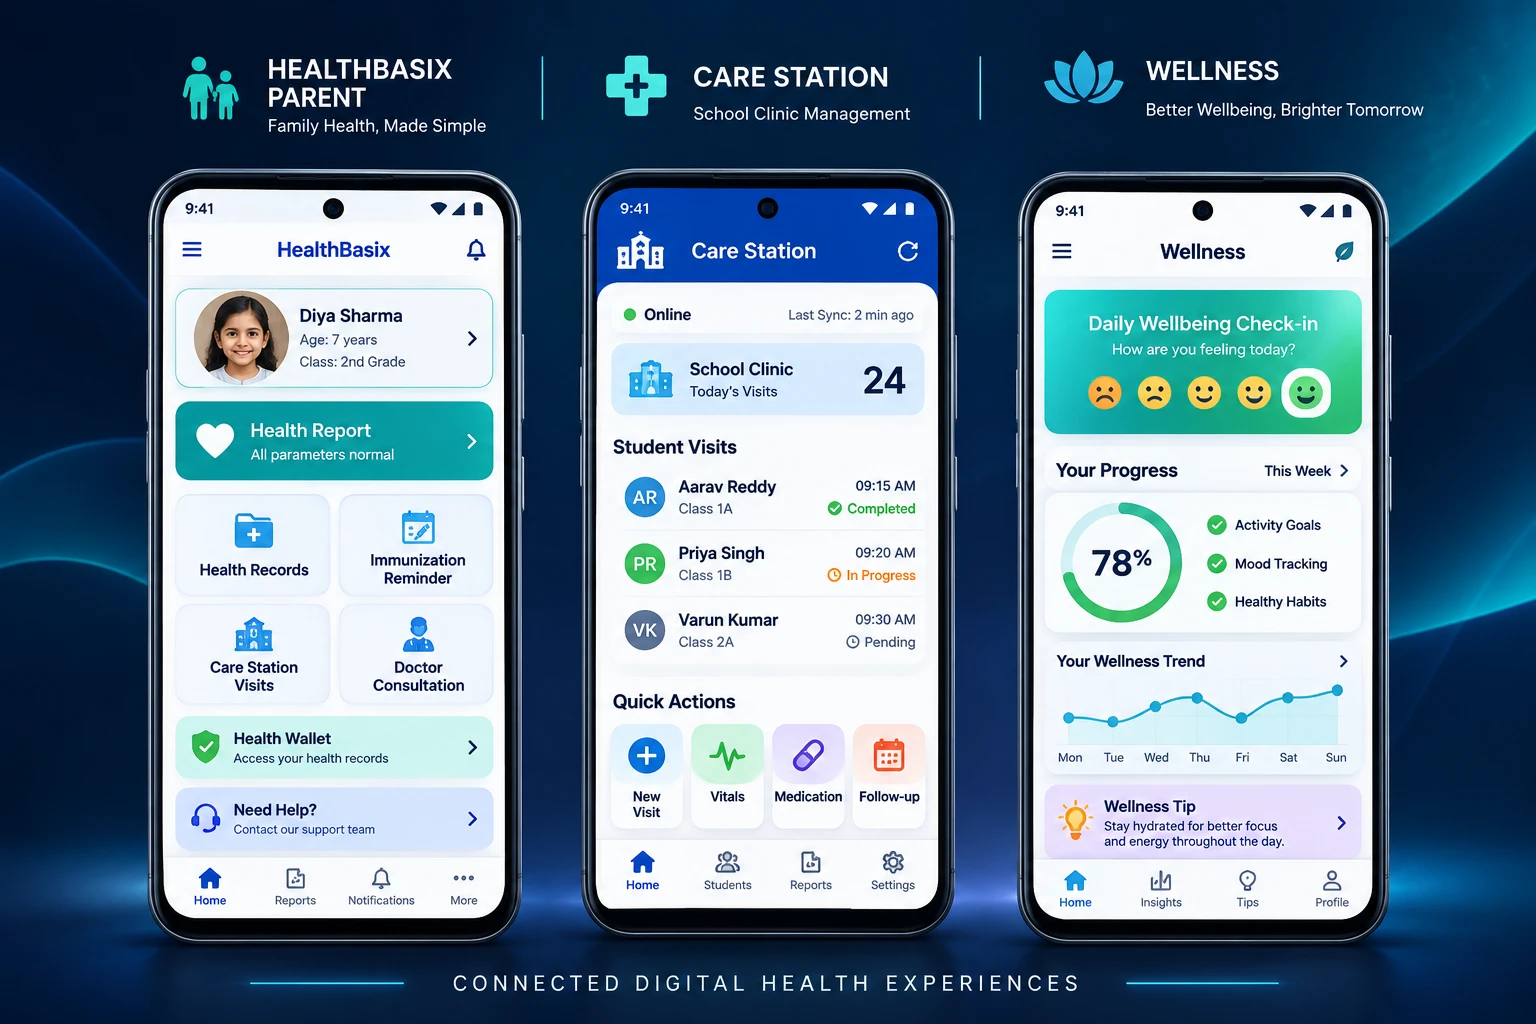 HEALTHBASIX
PARENT
Family Health, Made Simple
CARE STATION
School Clinic Management
WELLNESS
Better Wellbeing, Brighter Tomorrow
9:41
HealthBasix
Diya Sharma
Age: 7 years
Class: 2nd Grade
Health Report
All parameters normal
Health Records
Immunization
Reminder
Care Station
Visits
Doctor
Consultation
Health Wallet
Access your health records
Need Help?
Contact our support team
Home
Reports
Notifications
More
9:41
Care Station
Online
Last Sync: 2 min ago
School Clinic
Today's Visits
24
Student Visits
AR
Aarav Reddy
Class 1A
09:15 AM
Completed
PR
Priya Singh
Class 1B
09:20 AM
In Progress
VK
Varun Kumar
Class 2A
09:30 AM
Pending
Quick Actions
New
Visit
Vitals
Medication
Follow-up
Home
Students
Reports
Settings
9:41
Wellness
Daily Wellbeing Check-in
How are you feeling today?
Your Progress
This Week
78%
Activity Goals
Mood Tracking
Healthy Habits
Your Wellness Trend
Mon Tue Wed Thu Fri Sat Sun
Wellness Tip
Stay hydrated for better focus
and energy throughout the day.
Home
Insights
Tips
Profile
CONNECTED DIGITAL HEALTH EXPERIENCES